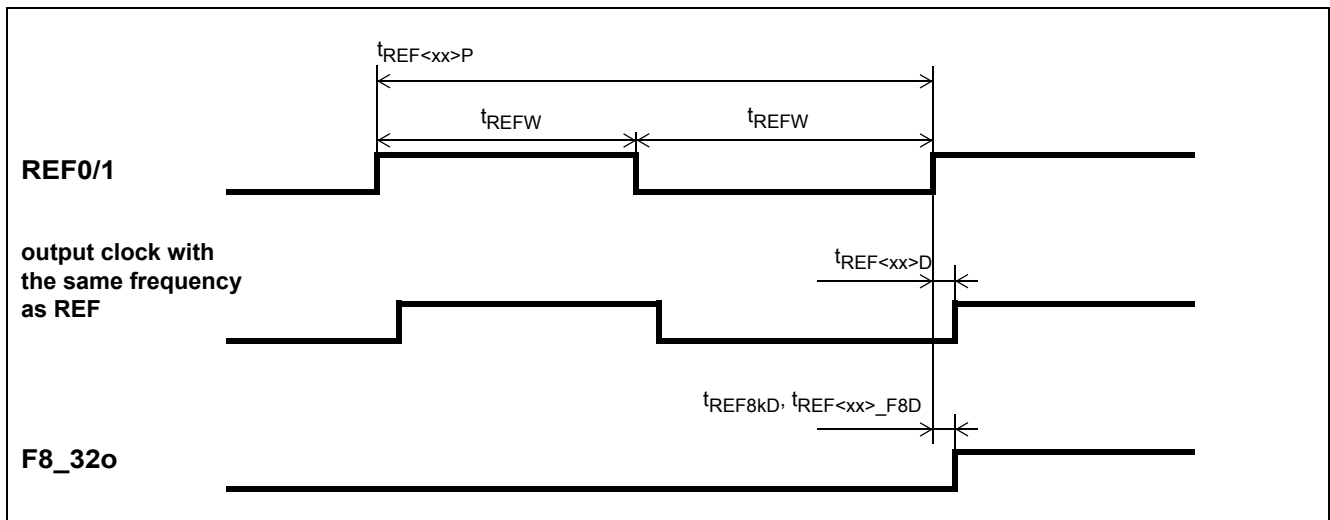 tREF<xx>P
tREFW tREFW
REF0/1
output clock with
the same frequency
as REF
tREF<xx>D
tREF8kD, tREF<xx>_F8D
F8_32o